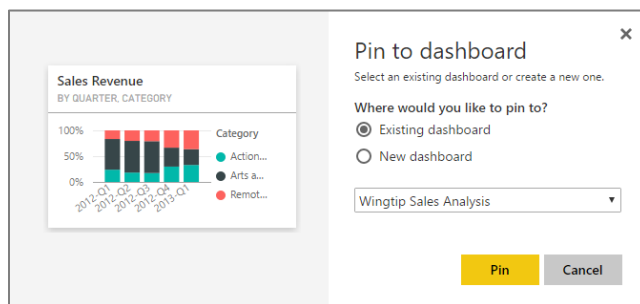 Sales Revenue
BY QUARTER, CATEGORY
100%
50%
0%
2012-Q1
2012-Q2
2012-Q3
2012-Q4
2013-Q1
Category
Action...
Arts a...
Remot...
Pin to dashboard
Select an existing dashboard or create a new one.
Where would you like to pin to?
Existing dashboard
New dashboard
Wingtip Sales Analysis
Pin Cancel